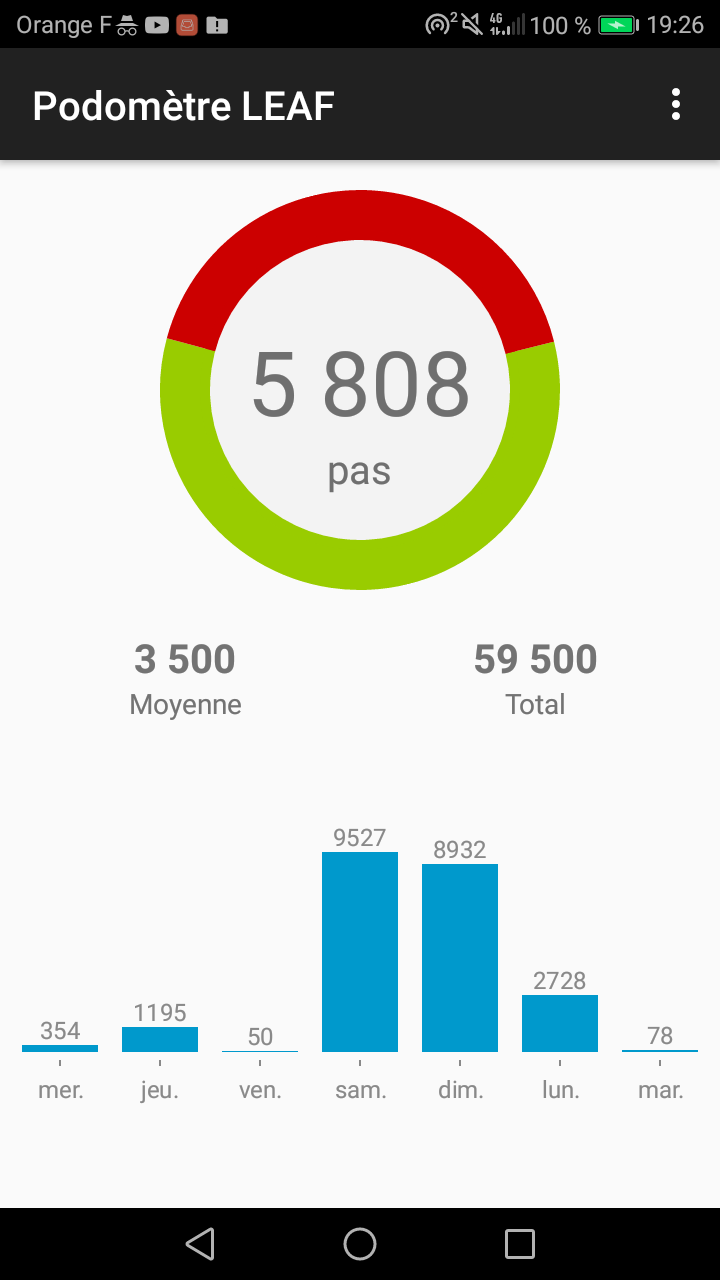 Orange F 2 4G 100 % 19:26
Podomètre LEAF
5 808
pas
3 500 59 500
Moyenne Total
354 1195 50 9527 8932 2728 78
mer. jeu. ven. sam. dim. lun. mar.